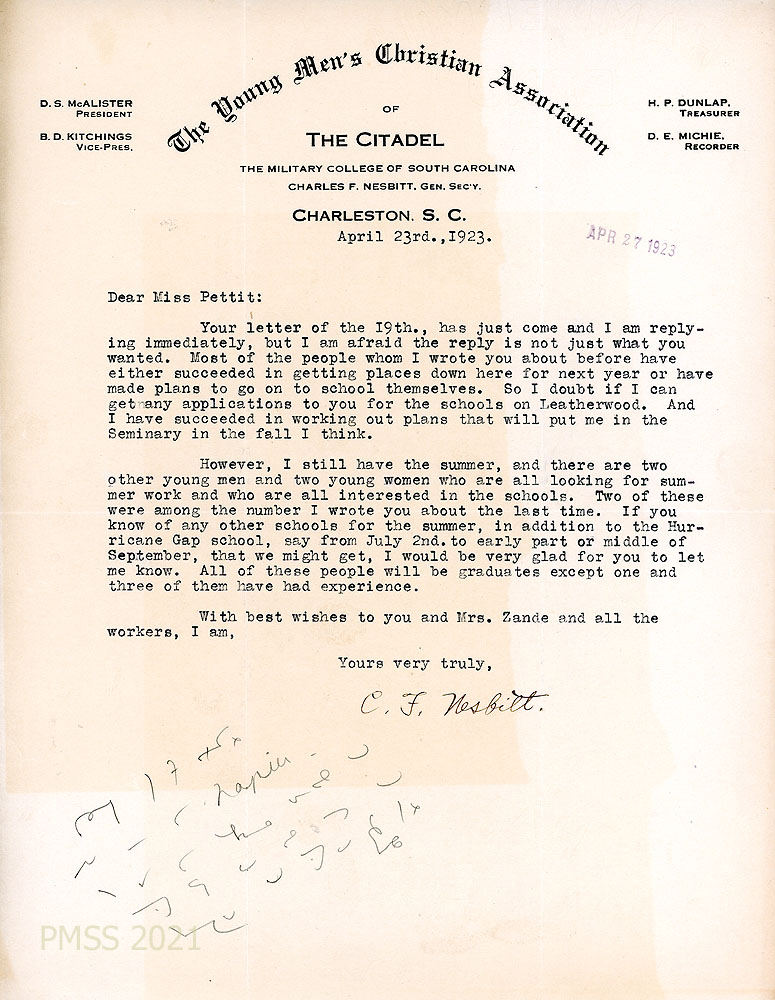 The Young Men's Christian Association
OF
THE CITADEL
THE MILITARY COLLEGE OF SOUTH CAROLINA
CHARLES F. NESBITT, GEN. SEC'Y.
CHARLESTON, S. C.
D. S. MCALISTER
PRESIDENT
B. D. KITCHINGS
VICE-PRES.
H. P. DUNLAP,
TREASURER
D. E. MICHIE,
RECORDER
April 23rd.,1923.
APR 27 1923
Dear Miss Pettit:
Your letter of the I9th., has just come and I am reply-
ing immediately, but I am afraid the reply is not just what you
wanted. Most of the people whom I wrote you about before have
either succeeded in getting places down here for next year or have
made plans to go on to school themselves. So I doubt if I can
get any applications to you for the schools on Leatherwood. And
I have succeeded in working out plans that will put me in the
Seminary in the fall I think.
However, I still have the summer, and there are two
other young men and two young women who are all looking for sum-
mer work and who are all interested in the schools. Two of these
were among the number I wrote you about the last time. If you
know of any other schools for the summer, in addition to the Hur-
ricane Gap school, say from July 2nd.to early part or middle of
September, that we might get, I would be very glad for you to let
me know. All of these people will be graduates except one and
three of them have had experience.
With best wishes to you and Mrs. Zande and all the
workers, I am,
Yours very truly,
C. F. Nesbitt.
PMSS 2021